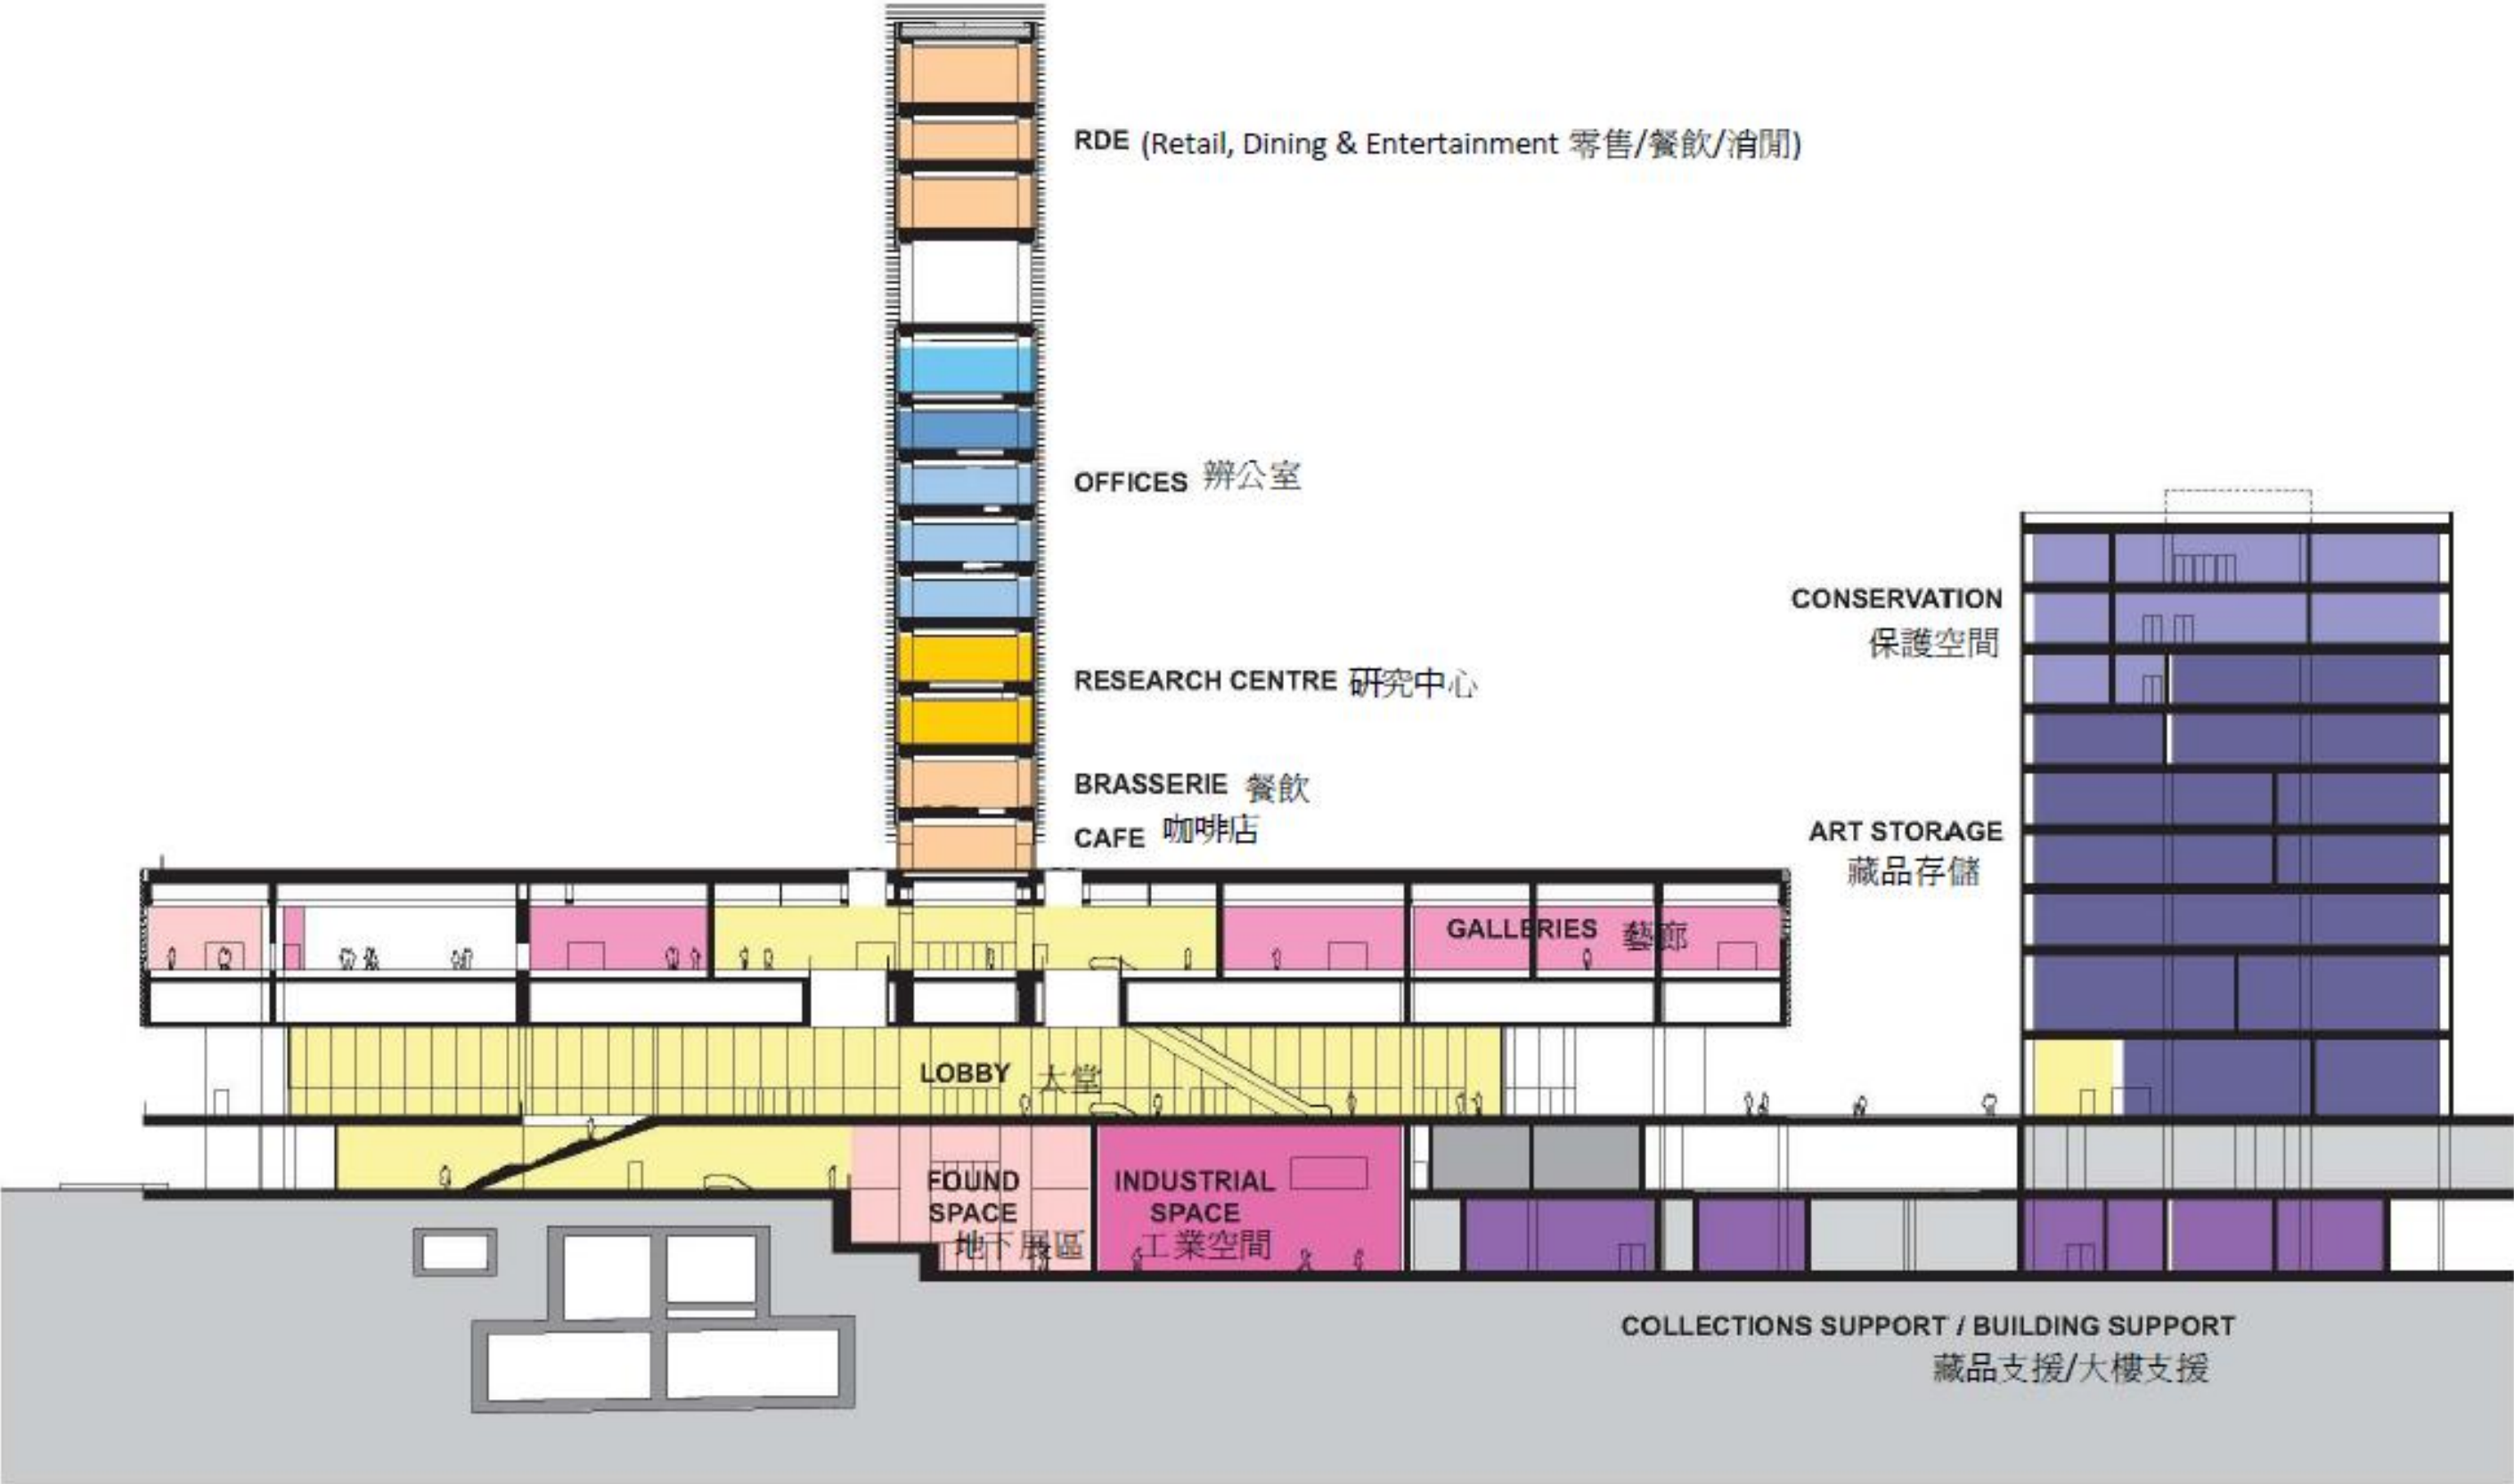 RDE (Retail, Dining & Entertainment 零售/餐飲/消閒)
OFFICES 辨公室
CONSERVATION
保護空間
RESEARCH CENTRE 研究中心
BRASSERIE 餐飲
CAFE 咖啡店
ART STORAGE
藏品存儲
GALLERIES 藝廊
LOBBY 大堂
FOUND
SPACE
地下展區
INDUSTRIAL
SPACE
工業空間
COLLECTIONS SUPPORT / BUILDING SUPPORT
藏品支援/大樓支援